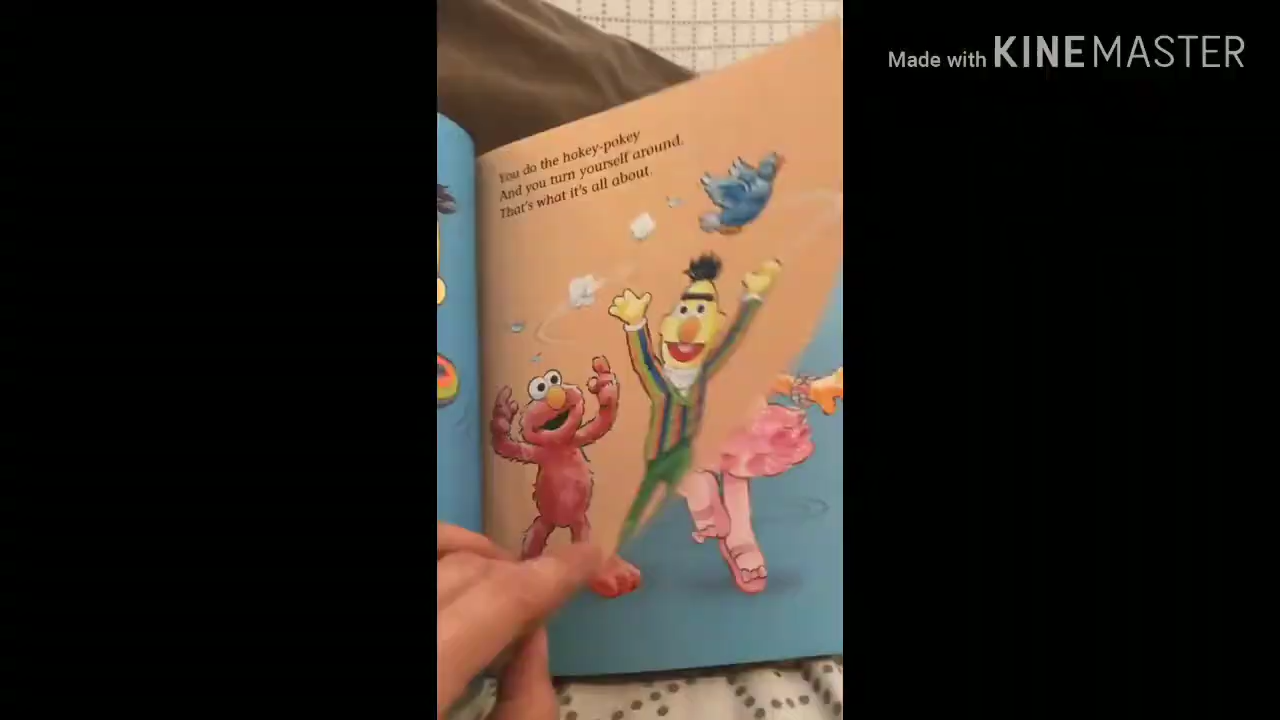 Made with KINEMASTER
You do the hokey-pokey
And you turn yourself around.
That's what it's all about.